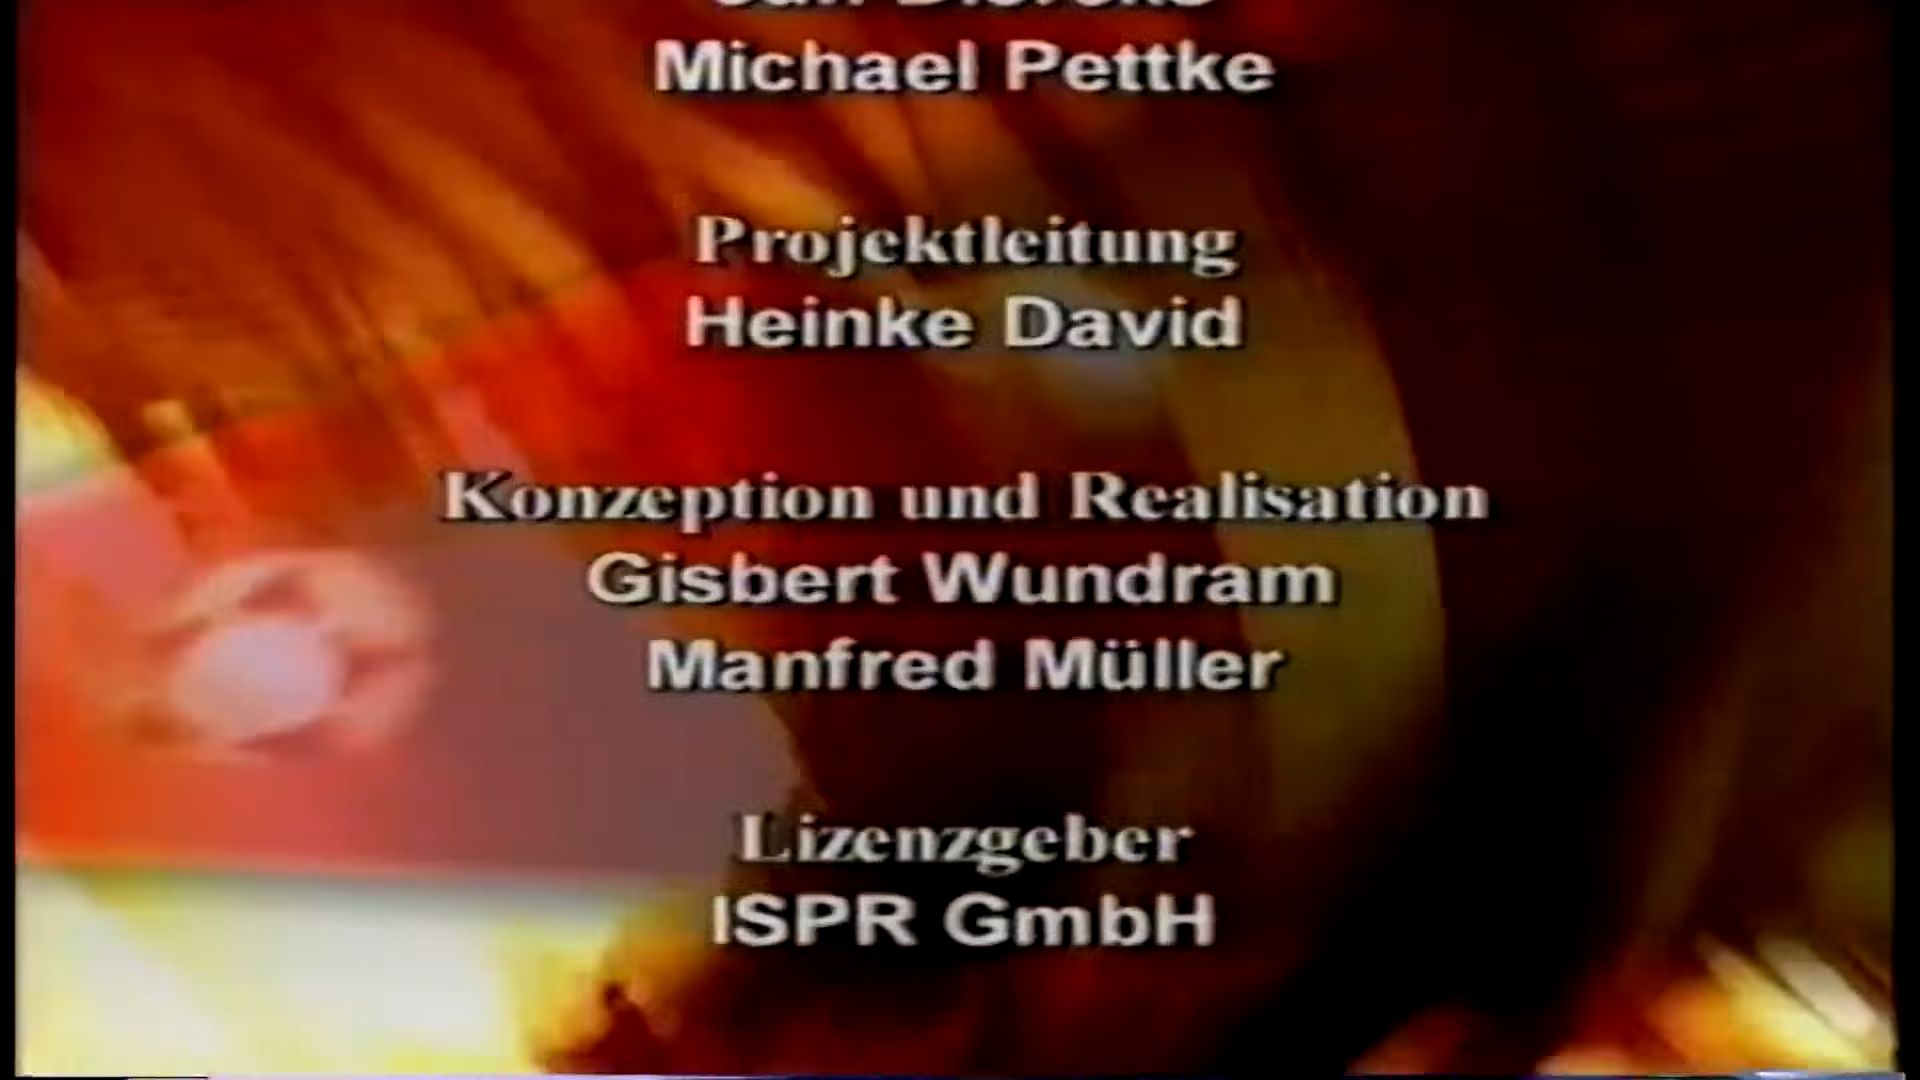 Michael Pettke
Projektleitung
Heinke David
Konzeption und Realisation
Gisbert Wundram
Manfred Müller
Lizenzgeber
ISPR GmbH